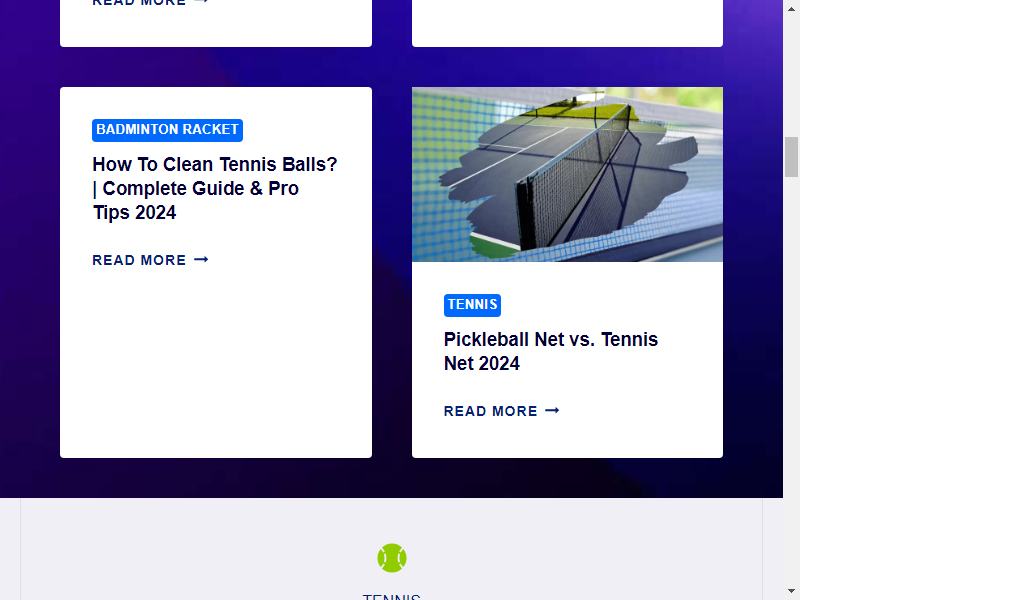 READ MORE
BADMINTON RACKET
How To Clean Tennis Balls?
| Complete Guide & Pro
Tips 2024
READ MORE
TENNIS
Pickleball Net vs. Tennis
Net 2024
READ MORE
TENNIS